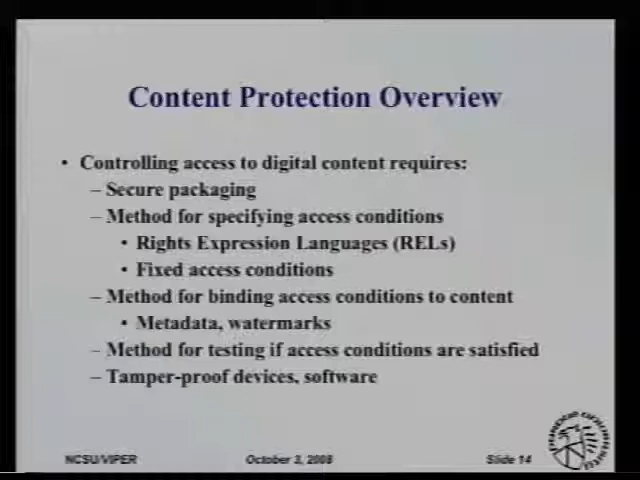 Content Protection Overview
• Controlling access to digital content requires:
– Secure packaging
– Method for specifying access conditions
• Rights Expression Languages (RELs)
• Fixed access conditions
– Method for binding access conditions to content
• Metadata, watermarks
– Method for testing if access conditions are satisfied
– Tamper-proof devices, software
NCSU/VIPER
October 3, 2008
Slide 14